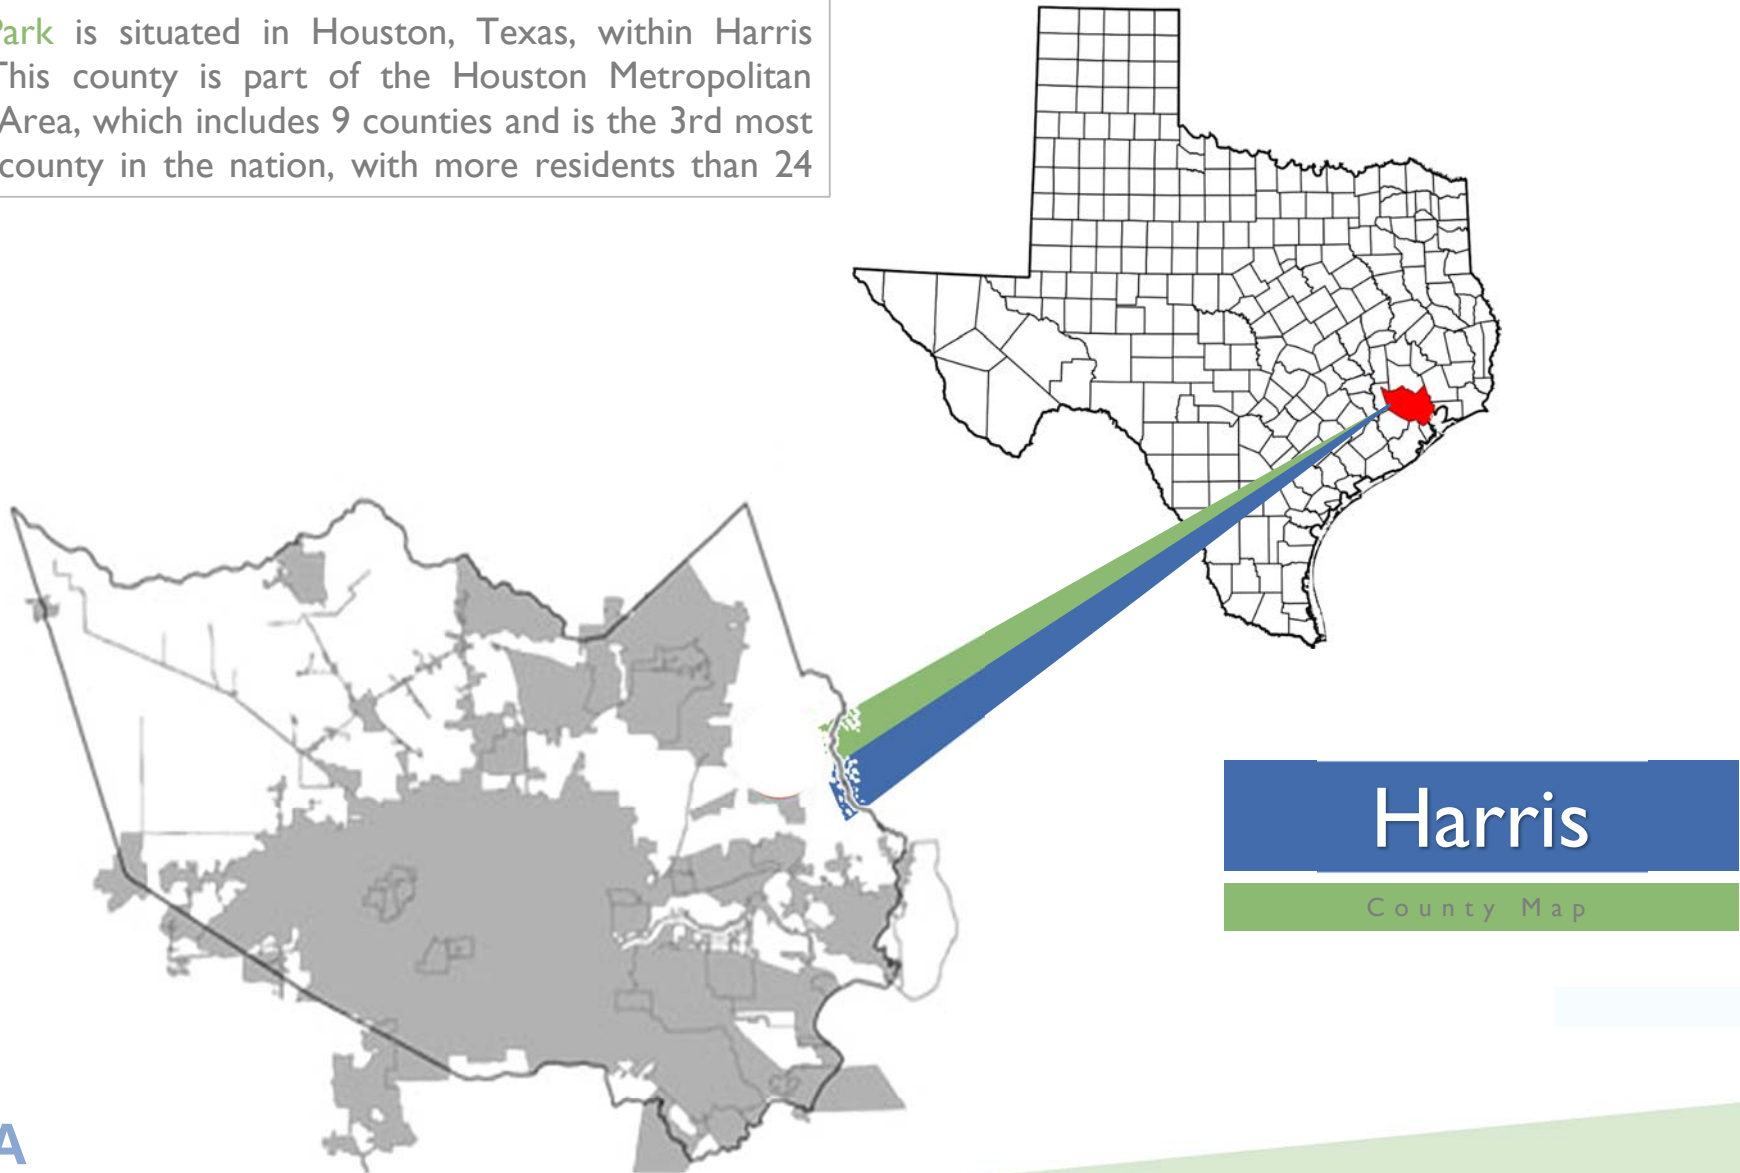 Park is situated in Houston, Texas, within Harris
This county is part of the Houston Metropolitan
Area, which includes 9 counties and is the 3rd most
county in the nation, with more residents than 24
Harris
County Map
A